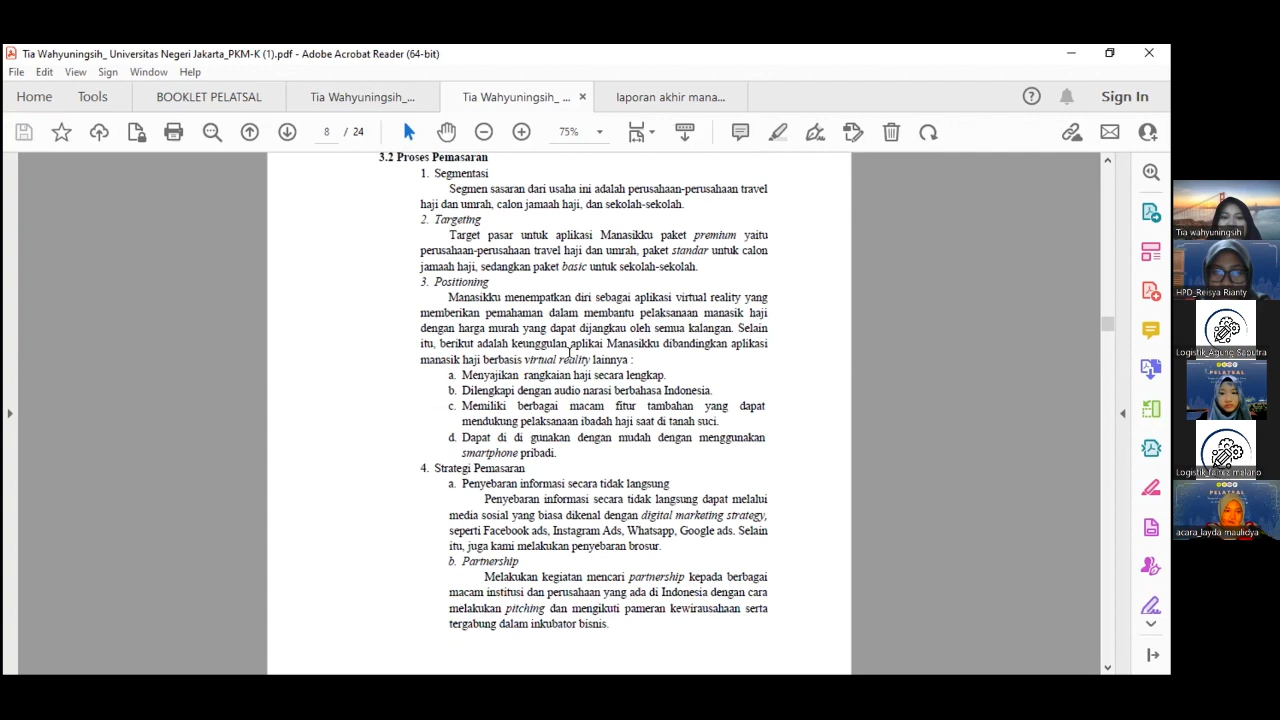 Tia Wahyuningsih_ Universitas Negeri Jakarta_PKM-K (1).pdf - Adobe Acrobat Reader (64-bit)
File Edit View Sign Window Help
Home Tools BOOKLET PELATSAL Tia Wahyuningsih_... Tia Wahyuningsih_ ... laporan akhir mana... Sign In
8 / 24 75%
3.2 Proses Pemasaran
1. Segmentasi
Segmen sasaran dari usaha ini adalah perusahaan-perusahaan travel
haji dan umrah, calon jamaah haji, dan sekolah-sekolah.
2. Targeting
Target pasar untuk aplikasi Manasikku paket premium yaitu
perusahaan-perusahaan travel haji dan umrah, paket standar untuk calon
jamaah haji, sedangkan paket basic untuk sekolah-sekolah.
3. Positioning
Manasikku menempatkan diri sebagai aplikasi virtual reality yang
memberikan pemahaman dalam membantu pelaksanaan manasik haji
dengan harga murah yang dapat dijangkau oleh semua kalangan. Selain
itu, berikut adalah keunggulan aplikai Manasikku dibandingkan aplikasi
manasik haji berbasis virtual reality lainnya :
a. Menyajikan rangkaian haji secara lengkap.
b. Dilengkapi dengan audio narasi berbahasa Indonesia.
c. Memiliki berbagai macam fitur tambahan yang dapat
mendukung pelaksanaan ibadah haji saat di tanah suci.
d. Dapat di di gunakan dengan mudah dengan menggunakan
smartphone pribadi.
4. Strategi Pemasaran
a. Penyebaran informasi secara tidak langsung
Penyebaran informasi secara tidak langsung dapat melalui
media sosial yang biasa dikenal dengan digital marketing strategy,
seperti Facebook ads, Instagram Ads, Whatsapp, Google ads. Selain
itu, juga kami melakukan penyebaran brosur.
b. Partnership
Melakukan kegiatan mencari partnership kepada berbagai
macam institusi dan perusahaan yang ada di Indonesia dengan cara
melakukan pitching dan mengikuti pameran kewirausahaan serta
tergabung dalam inkubator bisnis.
Tia wahyuningsih
HPD_Reisya Rianty
Logistik_Agung Saputra
PELATSAL
Logistik_fairez melano
PELATSAL
acara_layda maulidya